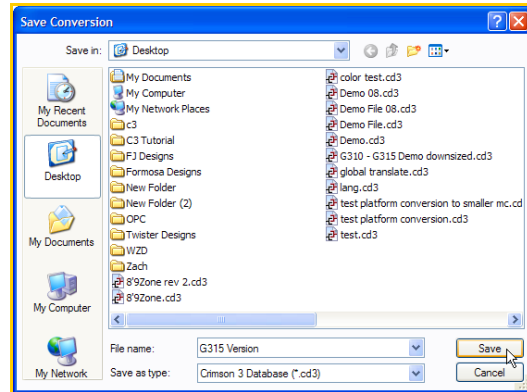 Save Conversion
Save in:
Desktop
My Recent
Documents
Desktop
My Documents
My Computer
My Network
My Documents
My Computer
My Network Places
c3
C3 Tutorial
FJ Designs
Formosa Designs
New Folder
New Folder (2)
OPC
Twister Designs
WZD
Zach
8'9Zone rev 2.cd3
8'9Zone.cd3
color test.cd3
Demo 08.cd3
Demo File 08.cd3
Demo File.cd3
Demo.cd3
G310 - G315 Demo downsized.cd3
global translate.cd3
lang.cd3
test platform conversion to smaller mc.cd
test platform conversion.cd3
test.cd3
File name:
G315 Version
Save
Save as type:
Crimson 3 Database (*.cd3)
Cancel